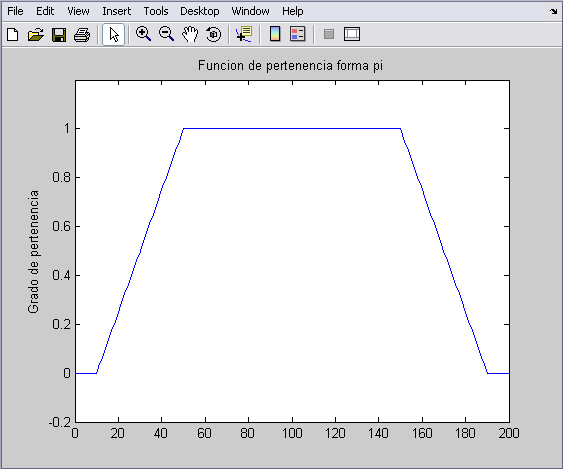 File Edit View Insert Tools Desktop Window Help
Funcion de pertenencia forma pi
Grado de pertenencia
1
0.8
0.6
0.4
0.2
0
-0.2
0 20 40 60 80 100 120 140 160 180 200